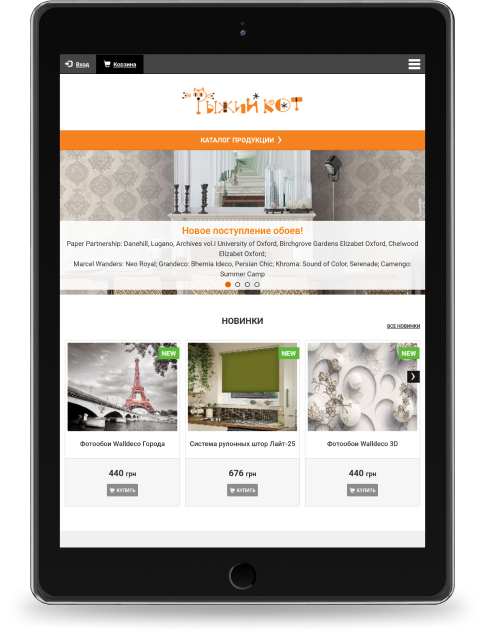 Вход Корзина
Рыжий КОТ
КАТАЛОГ ПРОДУКЦИИ
Новое поступление обоев!
Paper Partnership: Danehill, Lugano, Archives vol.I University of Oxford, Birchgrove Gardens Elizabet Oxford, Chelwood
Elizabet Oxford;
Marcel Wanders: Neo Royal; Grandeco: Bhernia Ideco, Persian Chic; Khroma: Sound of Color, Serenade; Camengo:
Summer Camp
НОВИНКИ
ВСЕ НОВИНКИ
NEW NEW NEW
Фотообои Walldeco Города Система рулонных штор Лайт-25 Фотообои Walldeco 3D
440 грн 676 грн 440 грн
КУПИТЬ КУПИТЬ КУПИТЬ